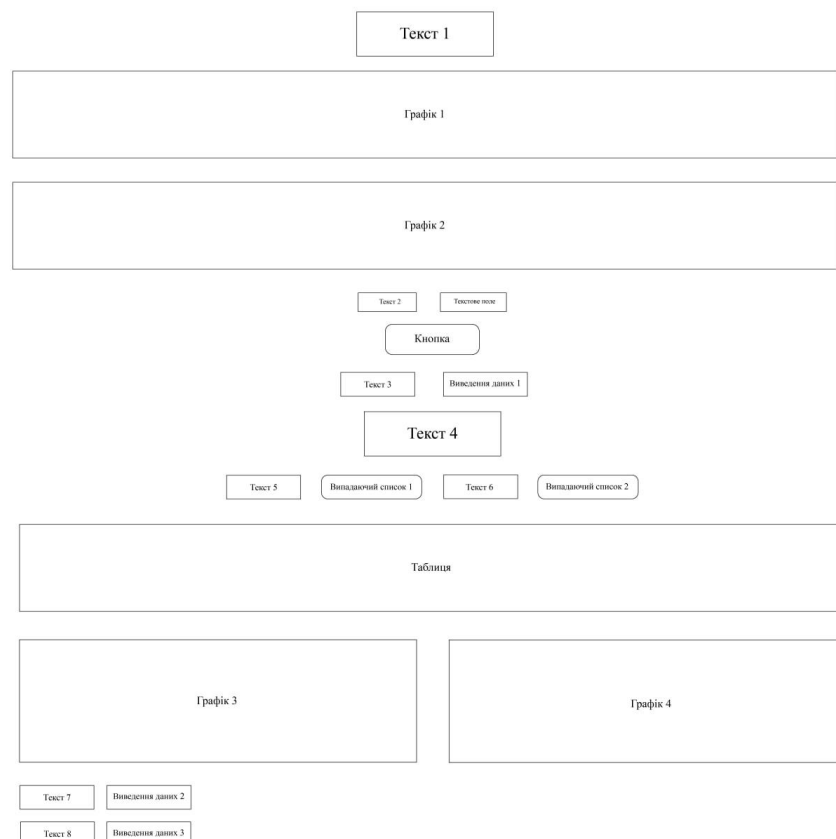 Текст 1
Графік 1
Графік 2
Текст 2 Текстове поле
Кнопка
Текст 3 Виведення даних 1
Текст 4
Текст 5 Випадаючий список 1 Текст 6 Випадаючий список 2
Таблиця
Графік 3 Графік 4
Текст 7 Виведення даних 2
Текст 8 Виведення даних 3